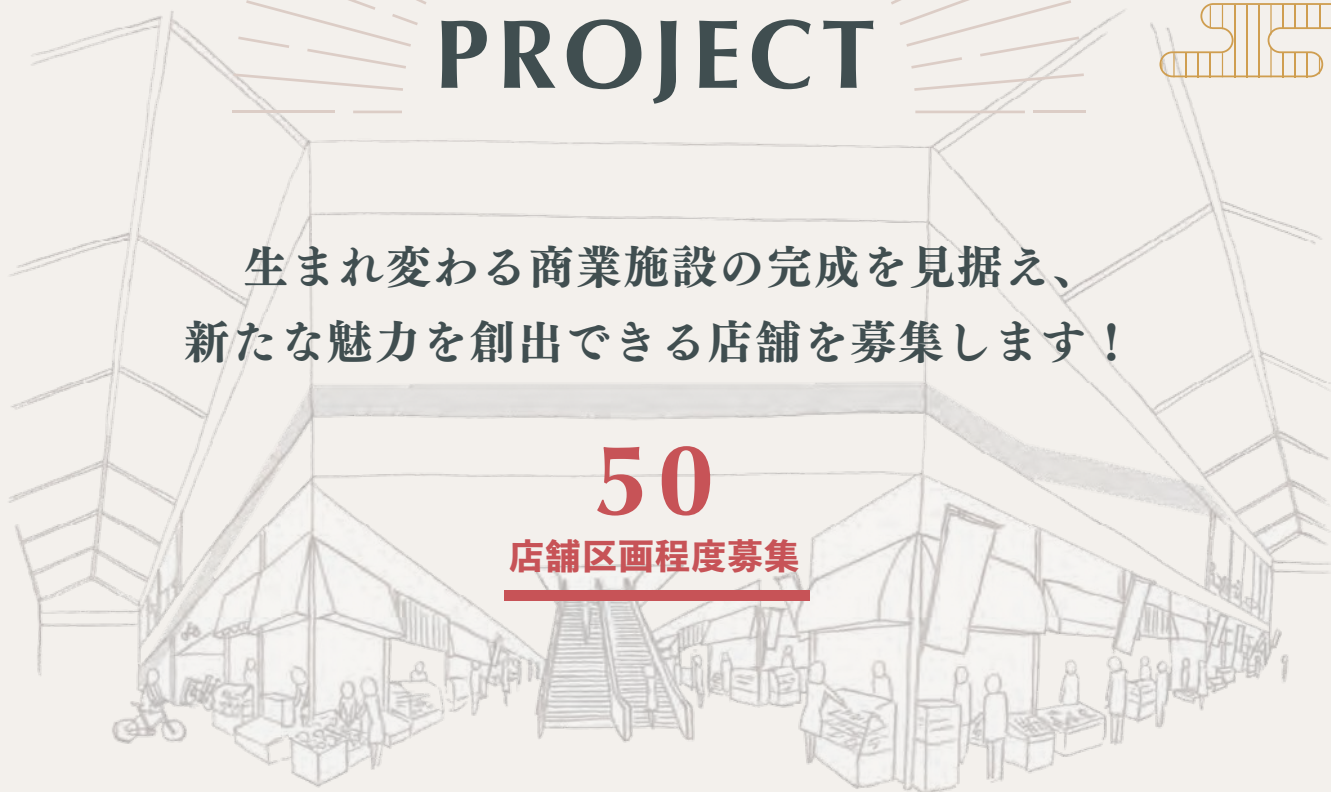 PROJECT
生まれ変わる商業施設の完成を見据え、
新たな魅力を創出できる店舗を募集します！
50
店舗区画程度募集